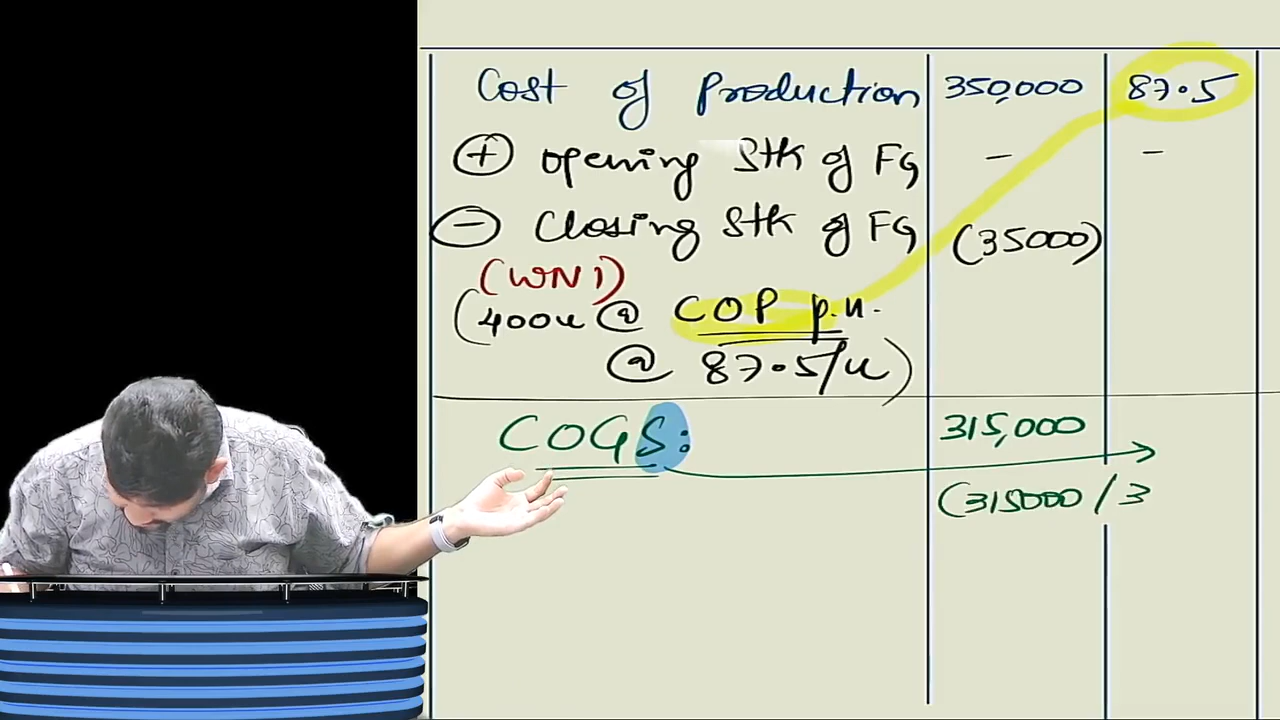 Cost of Production 350,000 87.5
+ opening Stk of FG - -
- Closing Stk of FG (35000)
(WN1)
(400u @ COP p.u.
@ 87.5/u)
COGS: 315,000
(315000/3